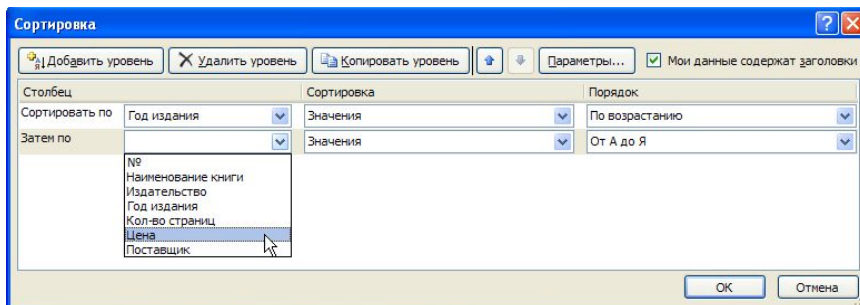 Сортировка
Добавить уровень Удалить уровень Копировать уровень Параметры... Мои данные содержат заголовки
Столбец Сортировка Порядок
Сортировать по Год издания Значения По возрастанию
Затем по Значения От А до Я
№
Наименование книги
Издательство
Год издания
Кол-во страниц
Цена
Поставщик
ОК Отмена